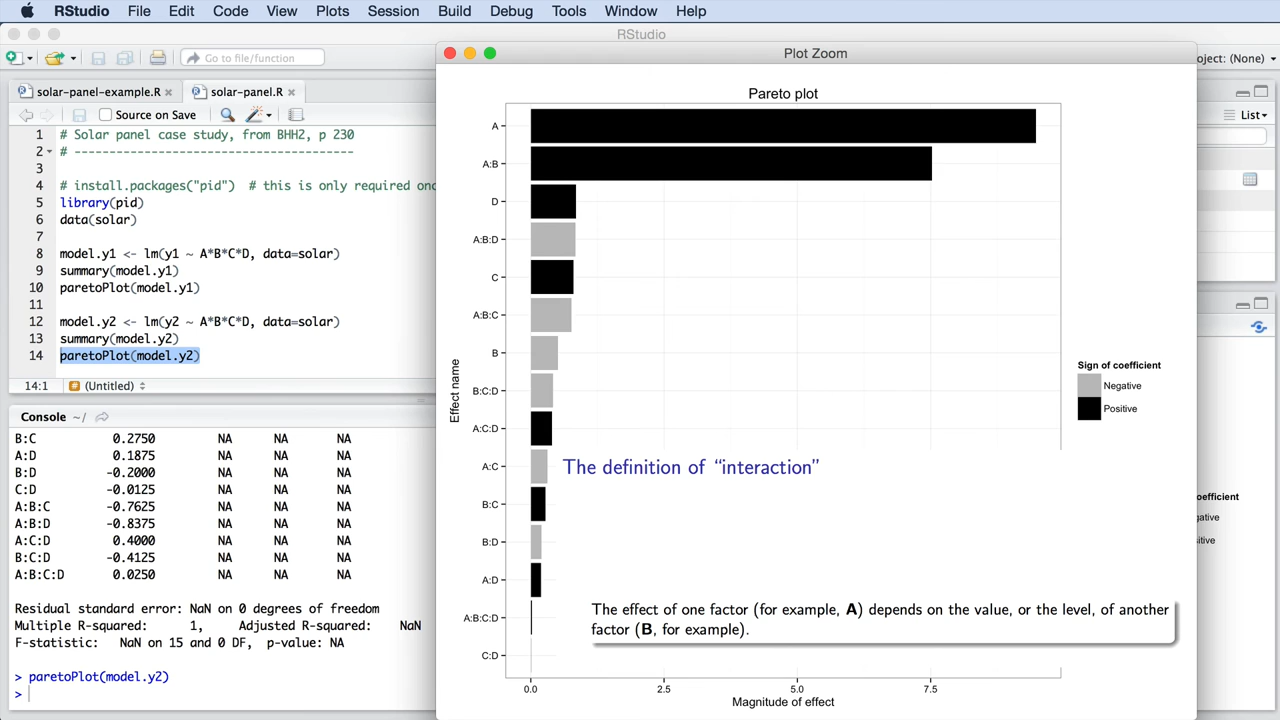 RStudio File Edit Code View Plots Session Build Debug Tools Window Help
RStudio
Go to file/function
oject: (None)
solar-panel-example.R
solar-panel.R
Source on Save
1 # Solar panel case study, from BHH2, p 230
2 # ---------------------------------------
3
4 # install.packages("pid") # this is only required onc
5 library(pid)
6 data(solar)
7
8 model.y1 <- lm(y1 ~ A*B*C*D, data=solar)
9 summary(model.y1)
10 paretoPlot(model.y1)
11
12 model.y2 <- lm(y2 ~ A*B*C*D, data=solar)
13 summary(model.y2)
14 paretoPlot(model.y2)
14:1 # (Untitled)
Console ~/
B:C 0.2750 NA NA NA
A:D 0.1875 NA NA NA
B:D -0.2000 NA NA NA
C:D -0.0125 NA NA NA
A:B:C -0.7625 NA NA NA
A:B:D -0.8375 NA NA NA
A:C:D 0.4000 NA NA NA
B:C:D -0.4125 NA NA NA
A:B:C:D 0.0250 NA NA NA
Residual standard error: NaN on 0 degrees of freedom
Multiple R-squared: 1, Adjusted R-squared: NaN
F-statistic: NaN on 15 and 0 DF, p-value: NA
> paretoPlot(model.y2)
>
Plot Zoom
Pareto plot
Effect name
A
A:B
D
A:B:D
C
A:B:C
B
B:C:D
A:C:D
A:C
B:C
B:D
A:D
A:B:C:D
C:D
0.0 2.5 5.0 7.5
Magnitude of effect
Sign of coefficient
Negative
Positive
The definition of “interaction”
The effect of one factor (for example, A) depends on the value, or the level, of another
factor (B, for example).
List
oefficient
gative
sitive